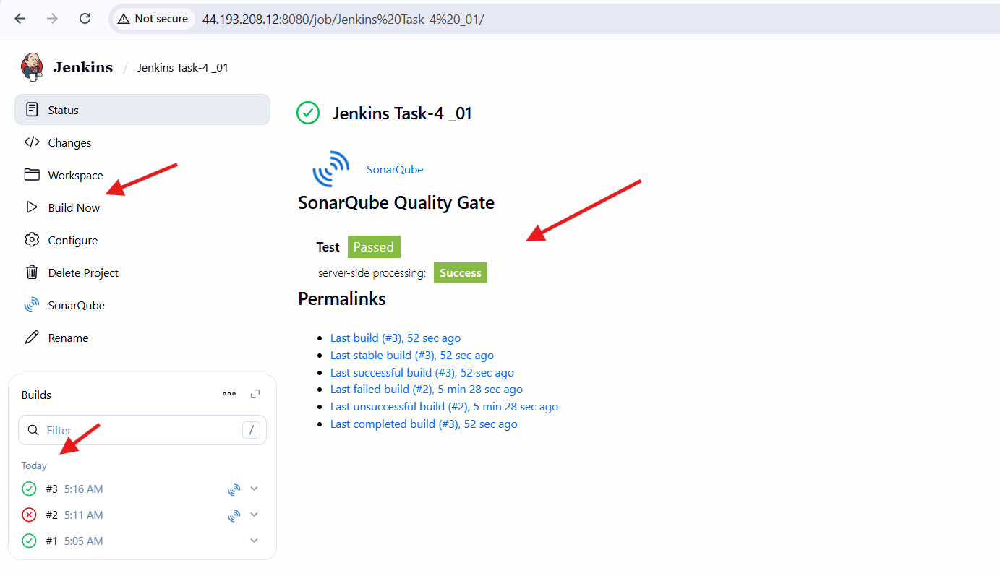 Not secure 44.193.208.12:8080/job/Jenkins%20Task-4%20_01/
Jenkins / Jenkins Task-4 _01
Status
Changes
Workspace
Build Now
Configure
Delete Project
SonarQube
Rename
Builds
Filter /
Today
#3 5:16 AM
#2 5:11 AM
#1 5:05 AM
Jenkins Task-4 _01
SonarQube
SonarQube Quality Gate
Test Passed
server-side processing: Success
Permalinks
Last build (#3), 52 sec ago
Last stable build (#3), 52 sec ago
Last successful build (#3), 52 sec ago
Last failed build (#2), 5 min 28 sec ago
Last unsuccessful build (#2), 5 min 28 sec ago
Last completed build (#3), 52 sec ago